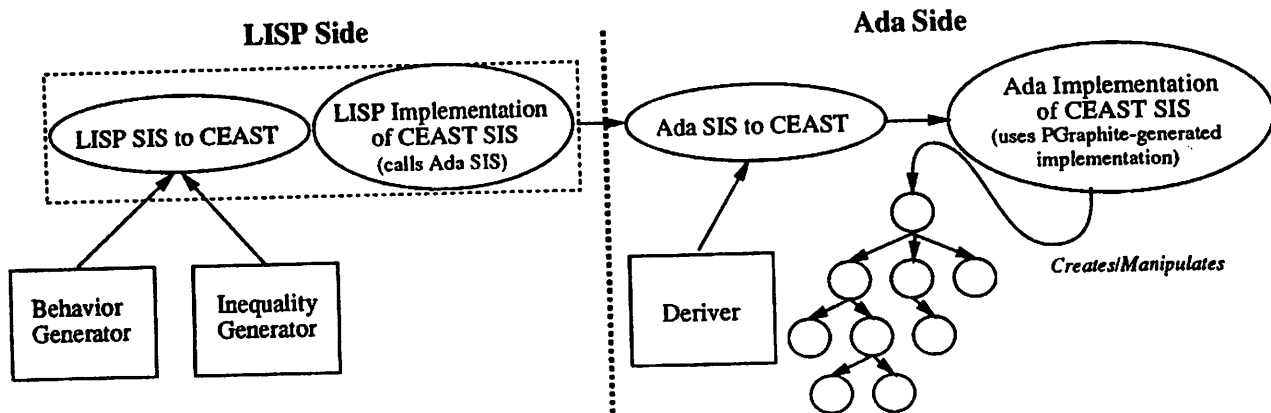 LISP Side
Ada Side
LISP SIS to CEAST
LISP Implementation
of CEAST SIS
(calls Ada SIS)
Ada SIS to CEAST
Ada Implementation
of CEAST SIS
(uses PGraphite-generated
implementation)
Creates/Manipulates
Behavior
Generator
Inequality
Generator
Deriver